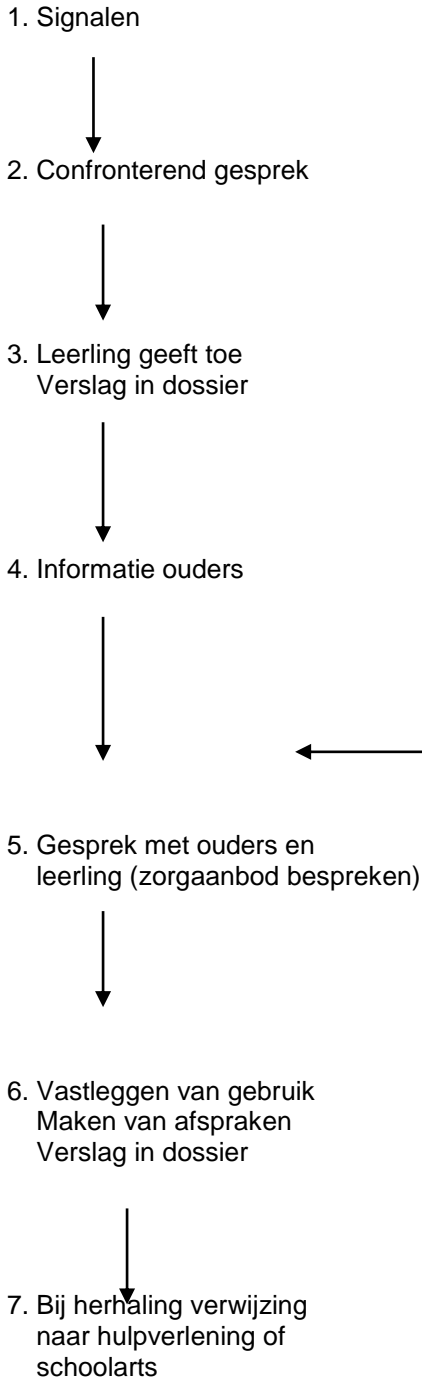 1. Signalen
2. Confronterend gesprek
3. Leerling geeft toe
Verslag in dossier
4. Informatie ouders
5. Gesprek met ouders en
leerling (zorgaanbod bespreken)
6. Vastleggen van gebruik
Maken van afspraken
Verslag in dossier
7. Bij herhaling verwijzing
naar hulpverlening of
schoolarts